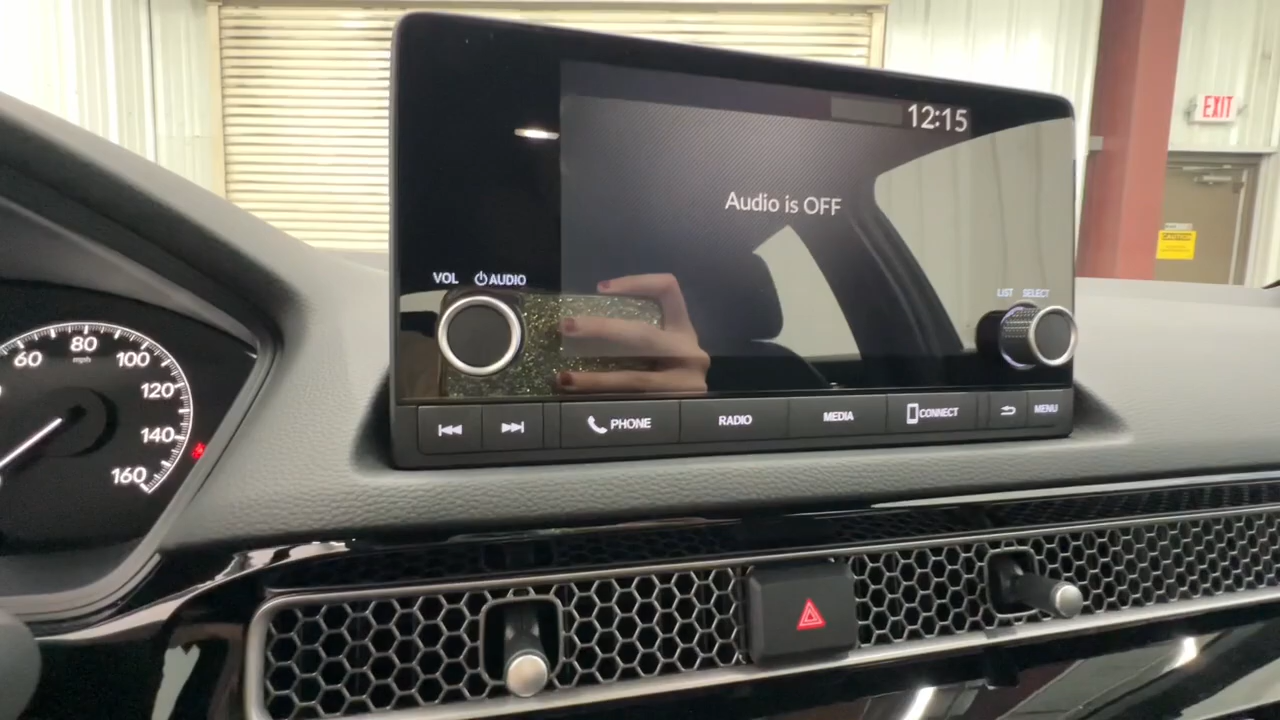 EXIT
12:15
Audio is OFF
VOL AUDIO
LIST SELECT
60
80
mph
100
120
140
160
PHONE
RADIO
MEDIA
CONNECT
MENU